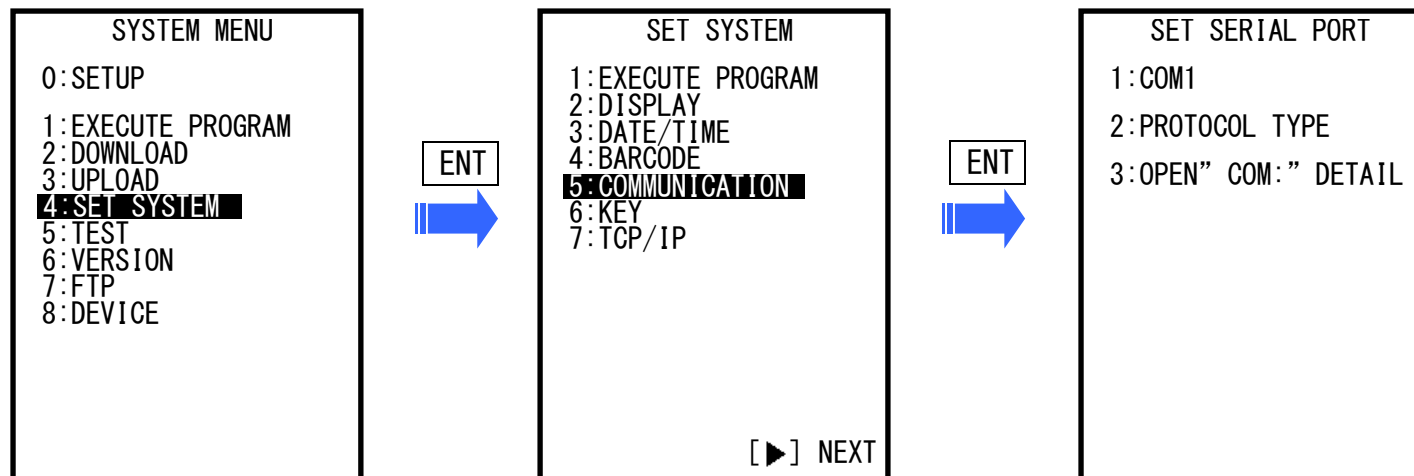 SYSTEM MENU
0:SETUP
1:EXECUTE PROGRAM
2:DOWNLOAD
3:UPLOAD
4:SET SYSTEM
5:TEST
6:VERSION
7:FTP
8:DEVICE
ENT
SET SYSTEM
1:EXECUTE PROGRAM
2:DISPLAY
3:DATE/TIME
4:BARCODE
5:COMMUNICATION
6:KEY
7:TCP/IP
[▶] NEXT
ENT
SET SERIAL PORT
1:COM1
2:PROTOCOL TYPE
3:OPEN” COM:” DETAIL